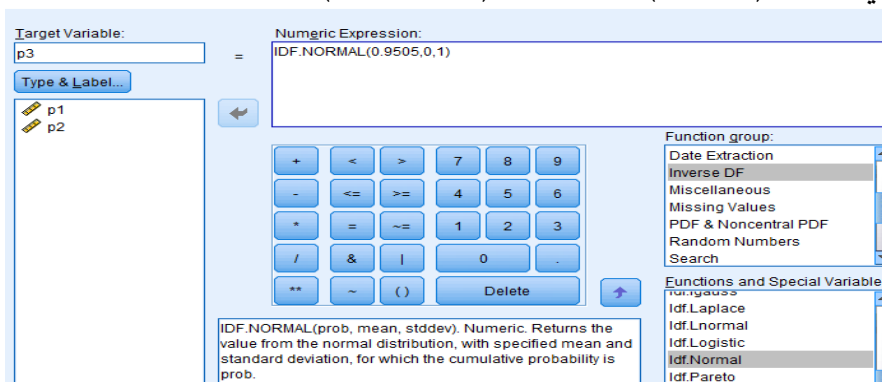 Target Variable:
Numeric Expression:
p3
=
IDF.NORMAL(0.9505,0,1)
Type & Label...
p1
p2
+ < > 7 8 9
- <= >= 4 5 6
* = ~= 1 2 3
/ & | 0 .
** ~ ( ) Delete
IDF.NORMAL(prob, mean, stddev). Numeric. Returns the
value from the normal distribution, with specified mean and
standard deviation, for which the cumulative probability is
prob.
Function group:
Date Extraction
Inverse DF
Miscellaneous
Missing Values
PDF & Noncentral PDF
Random Numbers
Search
Functions and Special Variable
Idf.Igauss
Idf.Laplace
Idf.Lnormal
Idf.Logistic
Idf.Normal
Idf.Pareto